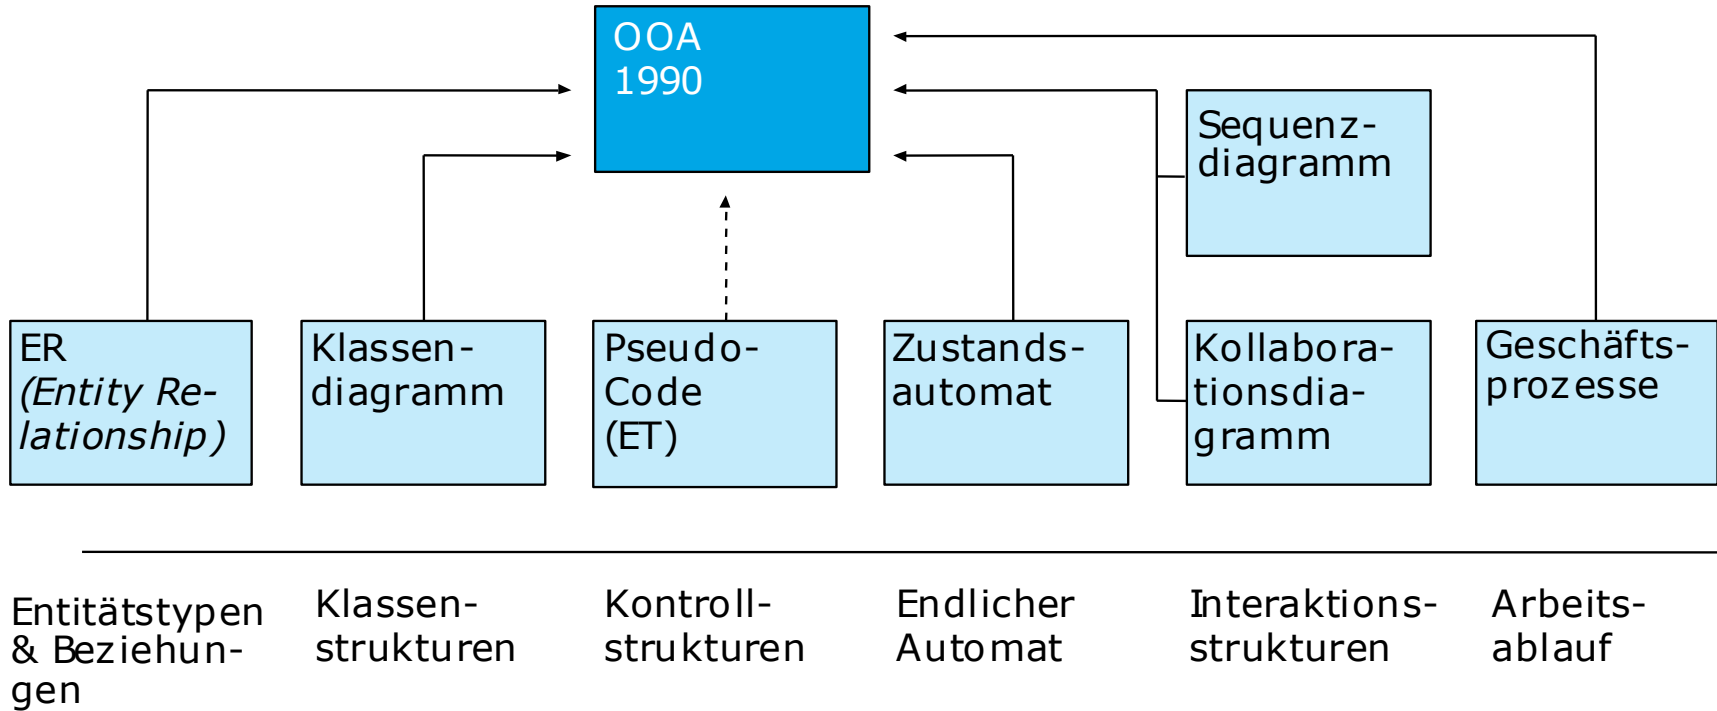 OOA
1990
Sequenz-
diagramm
ER
(Entity Re-
lationship)
Klassen-
diagramm
Pseudo-
Code
(ET)
Zustands-
automat
Kollabora-
tionsdia-
gramm
Geschäfts-
prozesse
Entitätstypen
& Beziehun-
gen
Klassen-
strukturen
Kontroll-
strukturen
Endlicher
Automat
Interaktions-
strukturen
Arbeits-
ablauf